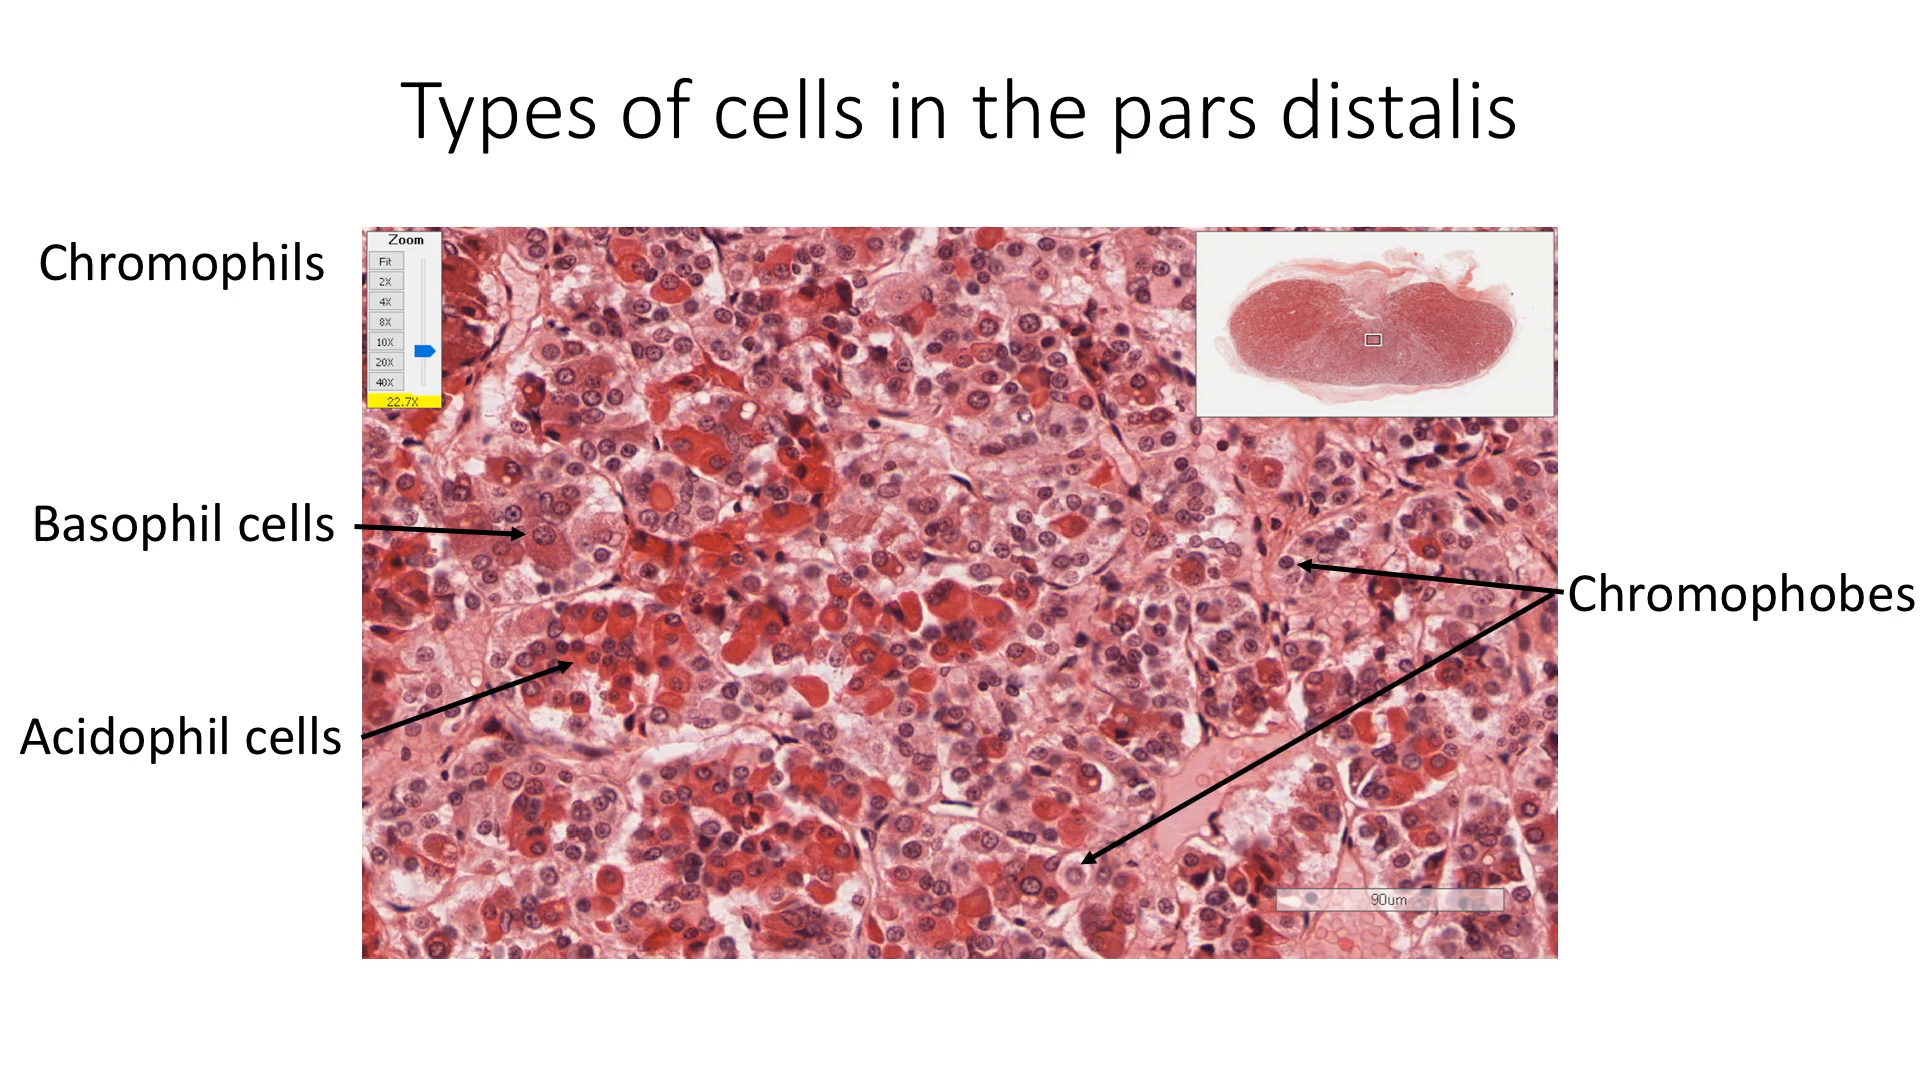 Types of cells in the pars distalis
Chromophils
Zoom
Fit
2X
4X
8X
10X
20X
40X
22.7X
Basophil cells
Chromophobes
Acidophil cells
90um